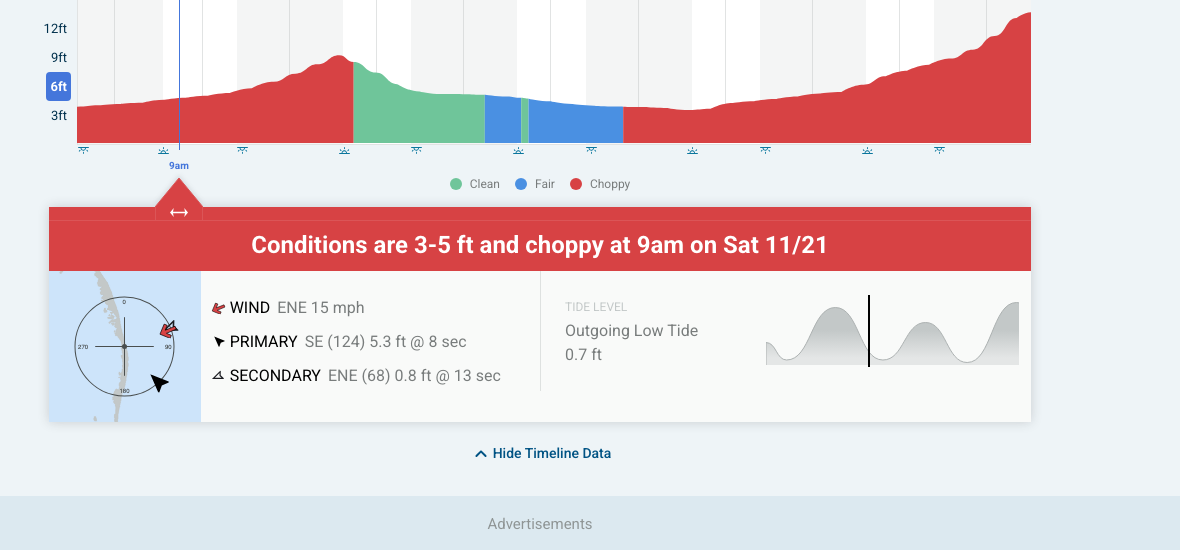 12ft
9ft
6ft
3ft
9am
Clean Fair Choppy
Conditions are 3-5 ft and choppy at 9am on Sat 11/21
0
270
90
180
WIND ENE 15 mph
PRIMARY SE (124) 5.3 ft @ 8 sec
SECONDARY ENE (68) 0.8 ft @ 13 sec
TIDE LEVEL
Outgoing Low Tide
0.7 ft
Hide Timeline Data
Advertisements